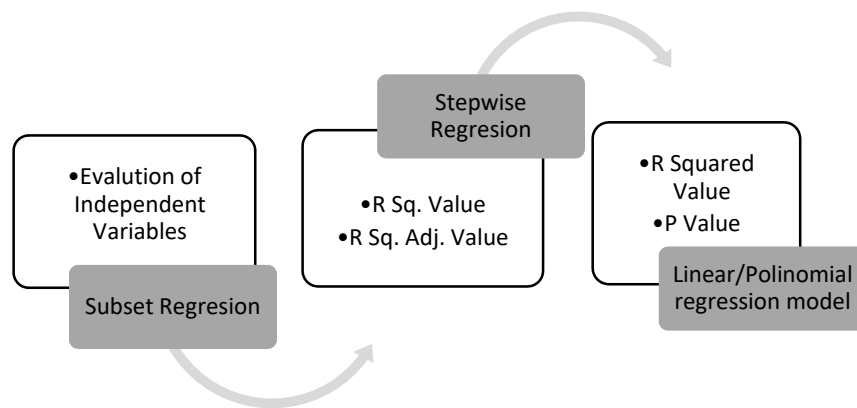 •Evalution of
Independent
Variables
Subset Regresion
Stepwise
Regresion
•R Sq. Value
•R Sq. Adj. Value
•R Squared
Value
•P Value
Linear/Polinomial
regression model